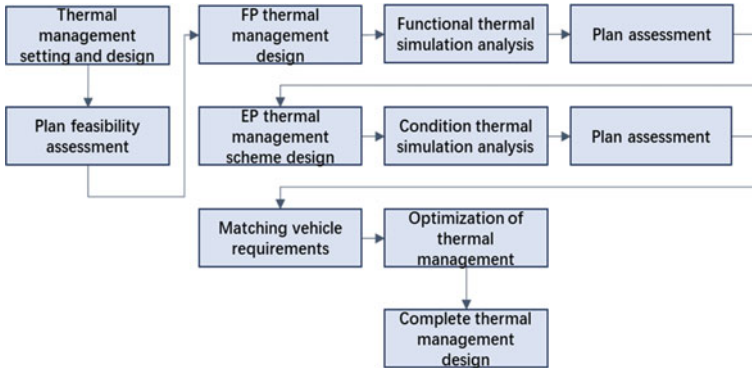 Thermal
management
setting and design
Plan feasibility
assessment
FP thermal
management
design
Functional thermal
simulation analysis
Plan assessment
EP thermal
management
scheme design
Condition thermal
simulation analysis
Plan assessment
Matching vehicle
requirements
Optimization of
thermal
management
Complete thermal
management
design